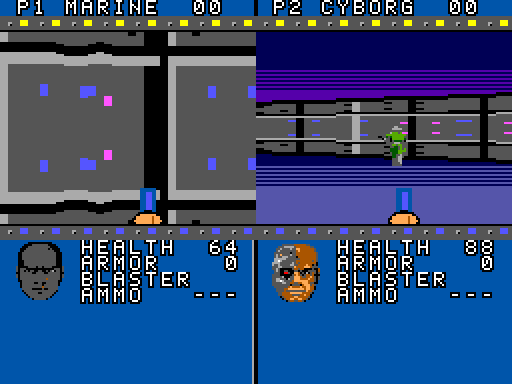 P1 MARINE 00
P2 CYBORG 00
HEALTH 64
ARMOR 0
BLASTER
AMMO ---
HEALTH 88
ARMOR 0
BLASTER
AMMO ---